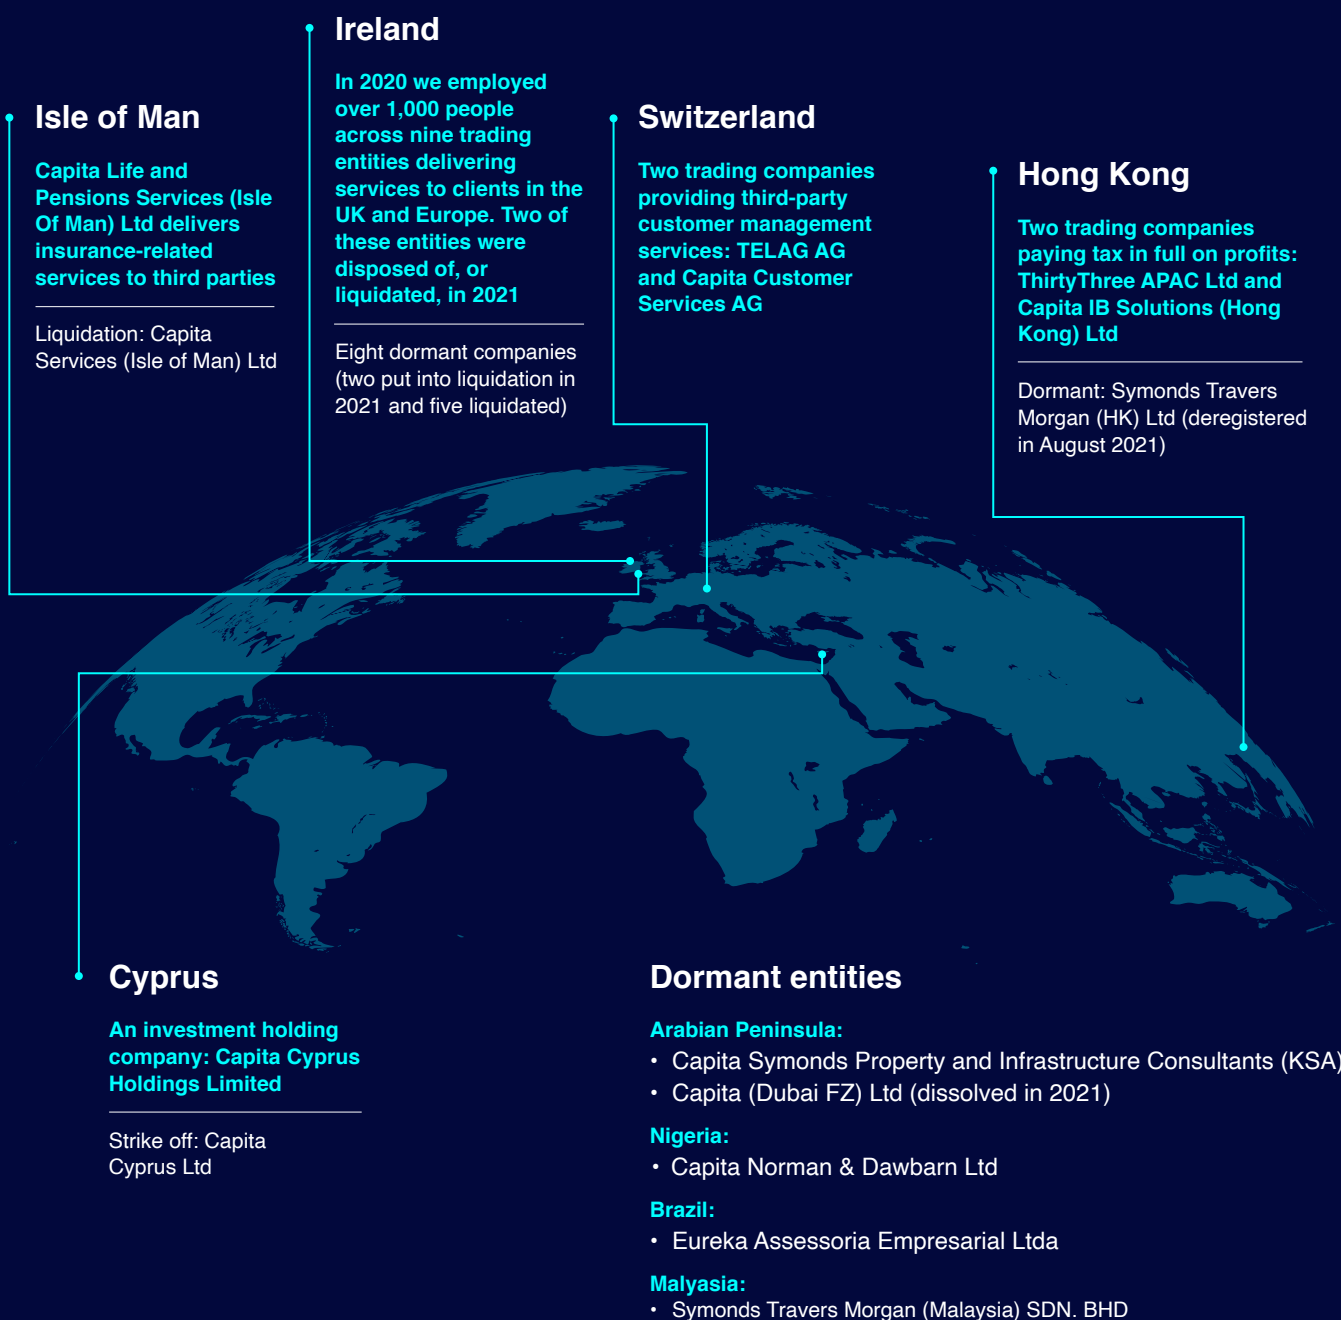 Ireland
In 2020 we employed
over 1,000 people
across nine trading
entities delivering
services to clients in the
UK and Europe. Two of
these entities were
disposed of, or
liquidated, in 2021
Eight dormant companies
(two put into liquidation in
2021 and five liquidated)
Isle of Man
Capita Life and
Pensions Services (Isle
Of Man) Ltd delivers
insurance-related
services to third parties
Liquidation: Capita
Services (Isle of Man) Ltd
Switzerland
Two trading companies
providing third-party
customer management
services: TELAG AG
and Capita Customer
Services AG
Hong Kong
Two trading companies
paying tax in full on profits:
ThirtyThree APAC Ltd and
Capita IB Solutions (Hong
Kong) Ltd
Dormant: Symonds Travers
Morgan (HK) Ltd (deregistered
in August 2021)
Cyprus
An investment holding
company: Capita Cyprus
Holdings Limited
Strike off: Capita
Cyprus Ltd
Dormant entities
Arabian Peninsula:
• Capita Symonds Property and Infrastructure Consultants (KSA)
• Capita (Dubai FZ) Ltd (dissolved in 2021)
Nigeria:
• Capita Norman & Dawbarn Ltd
Brazil:
• Eureka Assessoria Empresarial Ltda
Malyasia:
• Symonds Travers Morgan (Malaysia) SDN. BHD